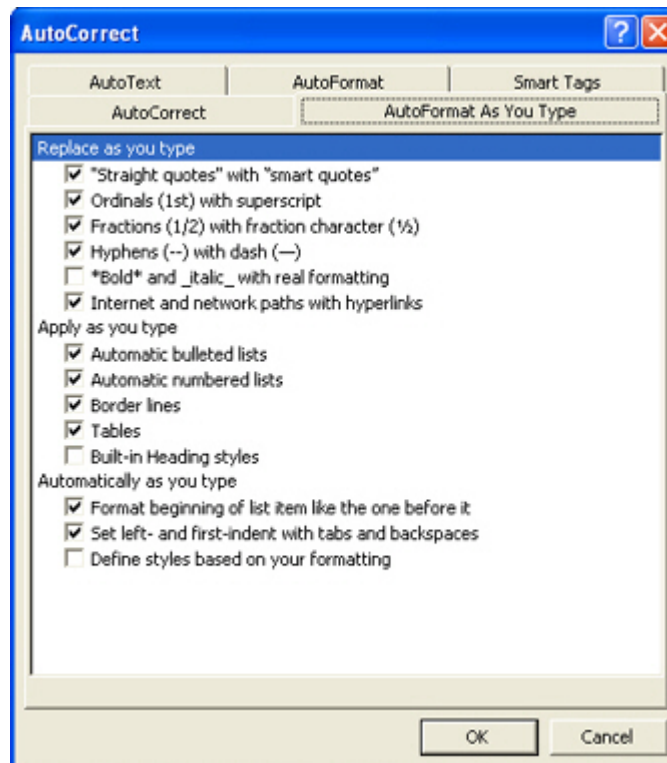 AutoCorrect
AutoText AutoFormat Smart Tags
AutoCorrect AutoFormat As You Type
Replace as you type
"Straight quotes" with “smart quotes”
Ordinals (1st) with superscript
Fractions (1/2) with fraction character (½)
Hyphens (--) with dash (—)
*Bold* and _italic_ with real formatting
Internet and network paths with hyperlinks
Apply as you type
Automatic bulleted lists
Automatic numbered lists
Border lines
Tables
Built-in Heading styles
Automatically as you type
Format beginning of list item like the one before it
Set left- and first-indent with tabs and backspaces
Define styles based on your formatting
OK Cancel